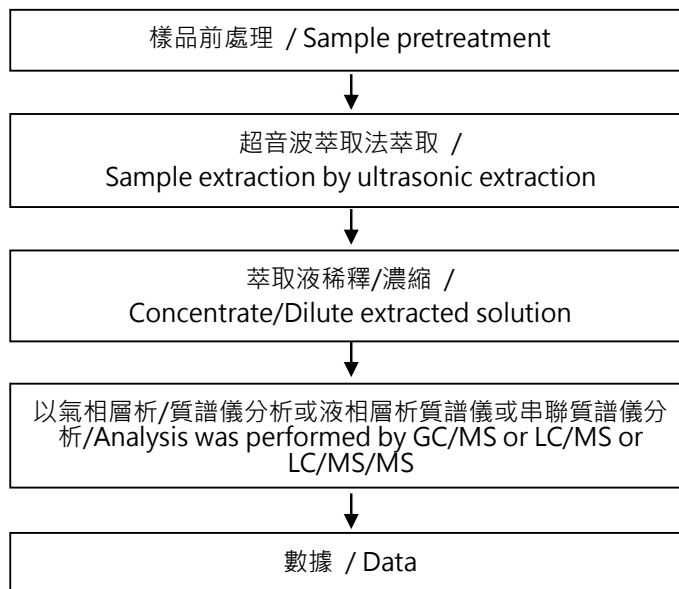 樣品前處理 / Sample pretreatment
超音波萃取法萃取 /
Sample extraction by ultrasonic extraction
萃取液稀釋/濃縮 /
Concentrate/Dilute extracted solution
以氣相層析/質譜儀分析或液相層析質譜儀或串聯質譜儀分
析/Analysis was performed by GC/MS or LC/MS or
LC/MS/MS
數據 / Data